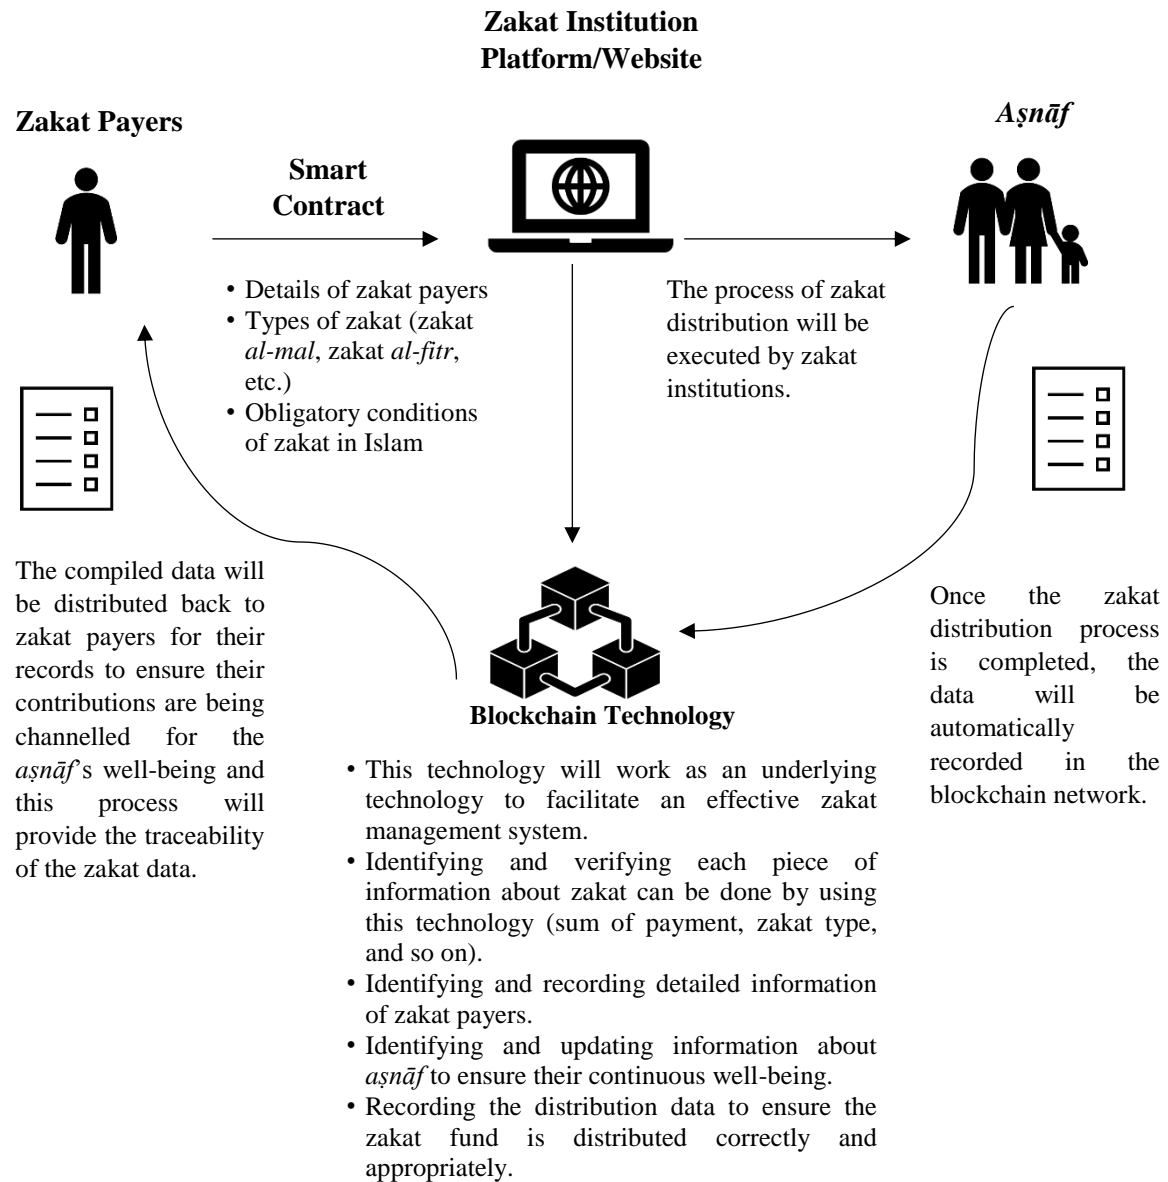 Zakat Institution
Platform/Website
Zakat Payers
Aṣnāf
Smart
Contract
• Details of zakat payers
• Types of zakat (zakat
al-mal, zakat al-fitr,
etc.)
• Obligatory conditions
of zakat in Islam
The process of zakat
distribution will be
executed by zakat
institutions.
The compiled data will
be distributed back to
zakat payers for their
records to ensure their
contributions are being
channelled for the
aṣnāf's well-being and
this process will
provide the traceability
of the zakat data.
Once the zakat
distribution process
is completed, the
data will be
automatically
recorded in the
blockchain network.
Blockchain Technology
• This technology will work as an underlying
technology to facilitate an effective zakat
management system.
• Identifying and verifying each piece of
information about zakat can be done by using
this technology (sum of payment, zakat type,
and so on).
• Identifying and recording detailed information
of zakat payers.
• Identifying and updating information about
aṣnāf to ensure their continuous well-being.
• Recording the distribution data to ensure the
zakat fund is distributed correctly and
appropriately.